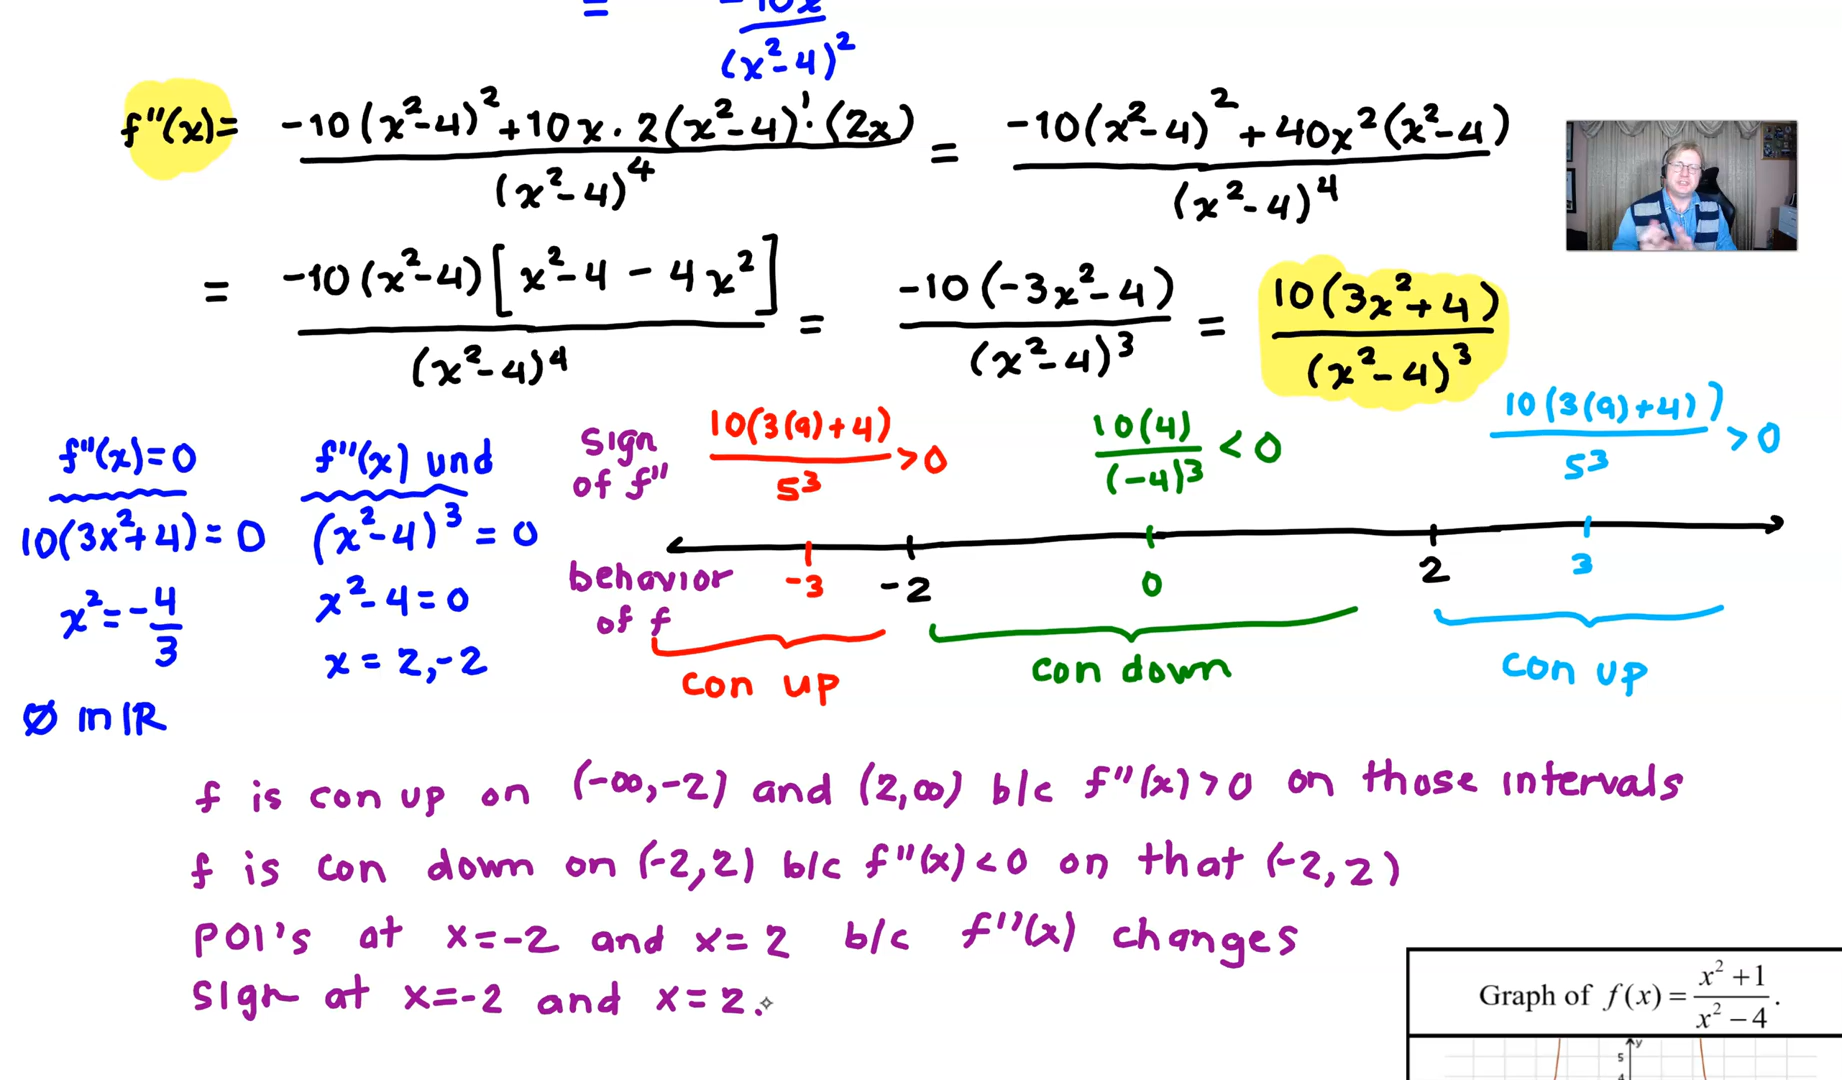 = -10x / (x²-4)²
f''(x) = -10(x²-4)² + 10x · 2(x²-4)¹ · (2x) / (x²-4)⁴ = -10(x²-4)² + 40x²(x²-4) / (x²-4)⁴
= -10(x²-4)[x²-4 - 4x²] / (x²-4)⁴ = -10(-3x²-4) / (x²-4)³ = 10(3x²+4) / (x²-4)³
f''(x)=0
10(3x²+4)=0
x² = -4/3
Ø in IR
f''(x) und
(x²-4)³ = 0
x²-4=0
x = 2,-2
sign of f''
10(3(9)+4) / 5³ > 0
10(4) / (-4)³ < 0
10(3(9)+4)) / 5³ > 0
-3 -2 0 2 3
behavior of f
con up con down con up
f is con up on (-∞,-2) and (2,∞) b/c f''(x)>0 on those intervals
f is con down on (-2,2) b/c f''(x)<0 on that (-2,2)
POI's at x=-2 and x=2 b/c f''(x) changes
sign at x=-2 and x=2.
Graph of f(x) = x²+1 / x²-4.
y
5